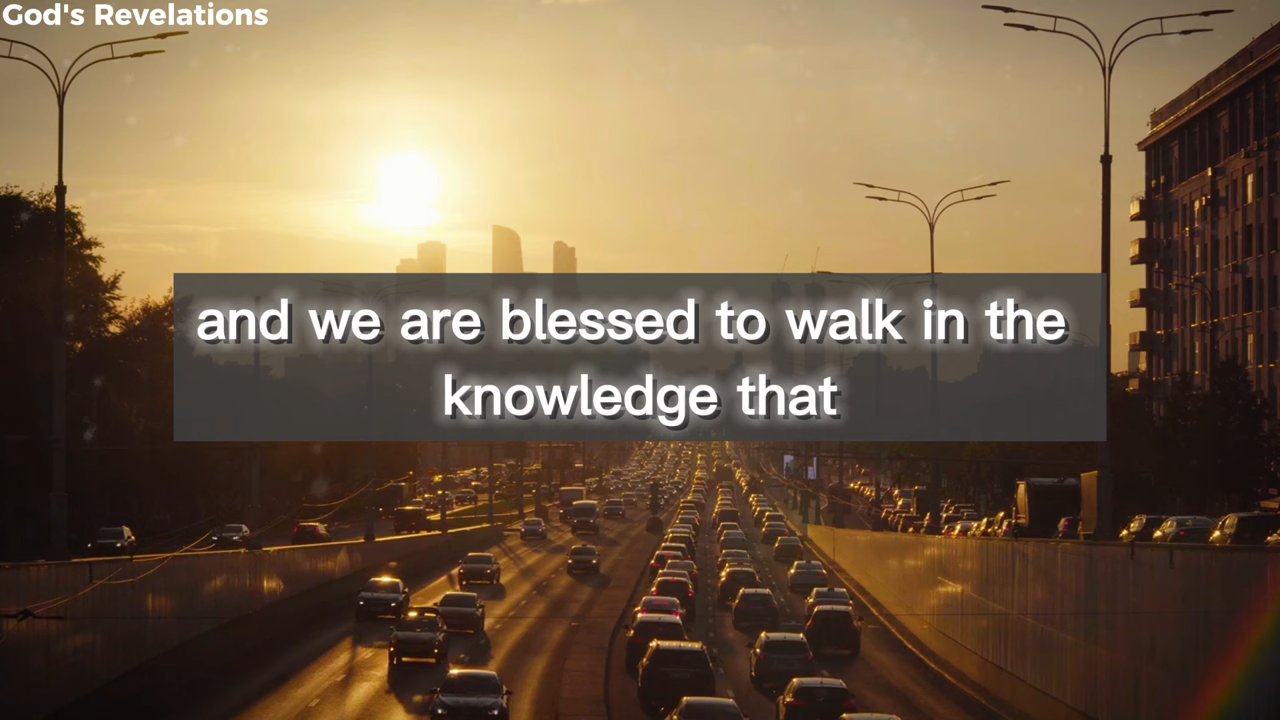 God's Revelations
and we are blessed to walk in the
knowledge that